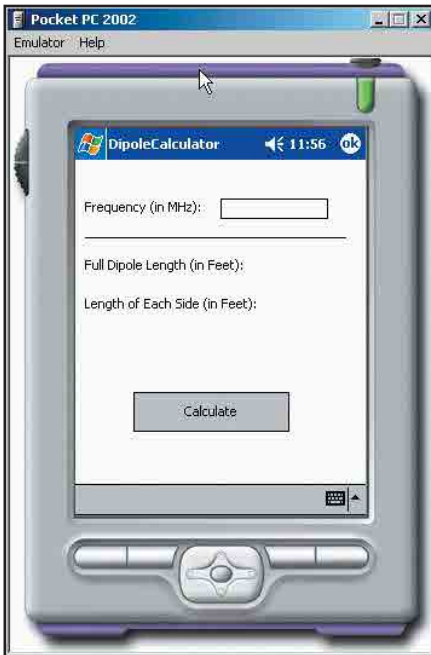 Pocket PC 2002
Emulator Help
DipoleCalculator 11:56 ok
Frequency (in MHz):
Full Dipole Length (in Feet):
Length of Each Side (in Feet):
Calculate